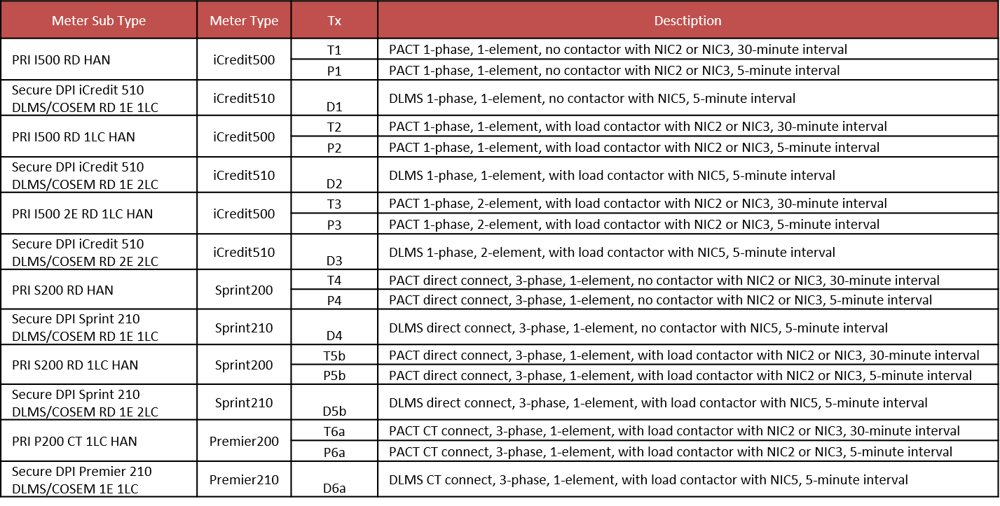 Meter Sub Type Meter Type Tx Desctiption
PRI I500 RD HAN iCredit500 T1 PACT 1-phase, 1-element, no contactor with NIC2 or NIC3, 30-minute interval
P1 PACT 1-phase, 1-element, no contactor with NIC2 or NIC3, 5-minute interval
Secure DPI iCredit 510
DLMS/COSEM RD 1E 1LC iCredit510 D1 DLMS 1-phase, 1-element, no contactor with NIC5, 5-minute interval
PRI I500 RD 1LC HAN iCredit500 T2 PACT 1-phase, 1-element, with load contactor with NIC2 or NIC3, 30-minute interval
P2 PACT 1-phase, 1-element, with load contactor with NIC2 or NIC3, 5-minute interval
Secure DPI iCredit 510
DLMS/COSEM RD 1E 2LC iCredit510 D2 DLMS 1-phase, 1-element, with load contactor with NIC5, 5-minute interval
PRI I500 2E RD 1LC HAN iCredit500 T3 PACT 1-phase, 2-element, with load contactor with NIC2 or NIC3, 30-minute interval
P3 PACT 1-phase, 2-element, with load contactor with NIC2 or NIC3, 5-minute interval
Secure DPI iCredit 510
DLMS/COSEM RD 2E 2LC iCredit510 D3 DLMS 1-phase, 2-element, with load contactor with NIC5, 5-minute interval
PRI S200 RD HAN Sprint200 T4 PACT direct connect, 3-phase, 1-element, no contactor with NIC2 or NIC3, 30-minute interval
P4 PACT direct connect, 3-phase, 1-element, no contactor with NIC2 or NIC3, 5-minute interval
Secure DPI Sprint 210
DLMS/COSEM RD 1E 1LC Sprint210 D4 DLMS direct connect, 3-phase, 1-element, no contactor with NIC5, 5-minute interval
PRI S200 RD 1LC HAN Sprint200 T5b PACT direct connect, 3-phase, 1-element, with load contactor with NIC2 or NIC3, 30-minute interval
P5b PACT direct connect, 3-phase, 1-element, with load contactor with NIC2 or NIC3, 5-minute interval
Secure DPI Sprint 210
DLMS/COSEM RD 1E 2LC Sprint210 D5b DLMS direct connect, 3-phase, 1-element, with load contactor with NIC5, 5-minute interval
PRI P200 CT 1LC HAN Premier200 T6a PACT CT connect, 3-phase, 1-element, with load contactor with NIC2 or NIC3, 30-minute interval
P6a PACT CT connect, 3-phase, 1-element, with load contactor with NIC2 or NIC3, 5-minute interval
Secure DPI Premier 210
DLMS/COSEM 1E 1LC Premier210 D6a DLMS CT connect, 3-phase, 1-element, with load contactor with NIC5, 5-minute interval